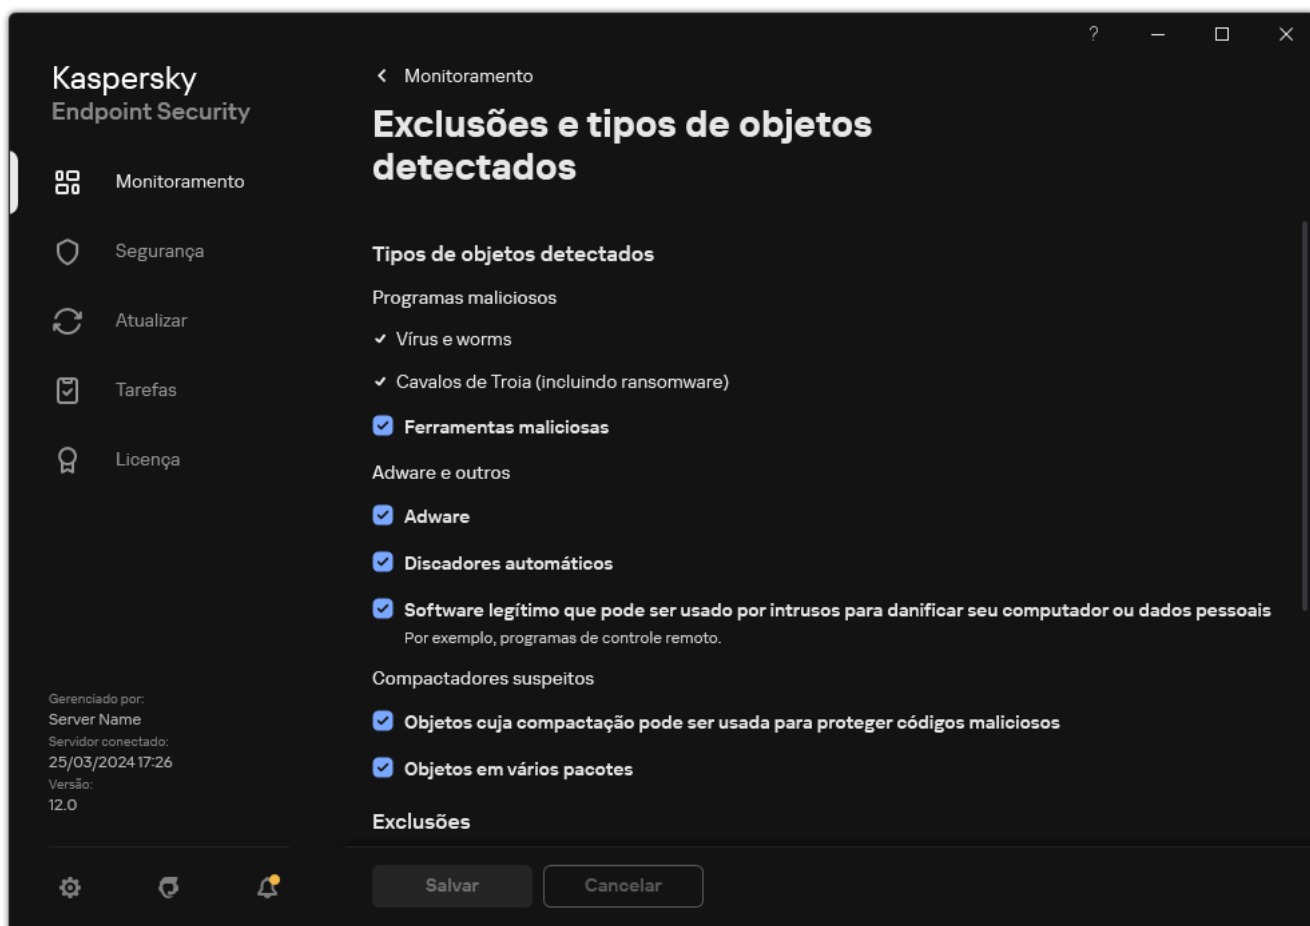 ?
Kaspersky
Endpoint Security
Monitoramento
Segurança
Atualizar
Tarefas
Licença
Gerenciado por:
Server Name
Servidor conectado:
25/03/2024 17:26
Versão:
12.0
Monitoramento
Exclusões e tipos de objetos
detectados
Tipos de objetos detectados
Programas maliciosos
Vírus e worms
Cavalos de Troia (incluindo ransomware)
Ferramentas maliciosas
Adware e outros
Adware
Discadores automáticos
Software legítimo que pode ser usado por intrusos para danificar seu computador ou dados pessoais
Por exemplo, programas de controle remoto.
Compactadores suspeitos
Objetos cuja compactação pode ser usada para proteger códigos maliciosos
Objetos em vários pacotes
Exclusões
Salvar
Cancelar